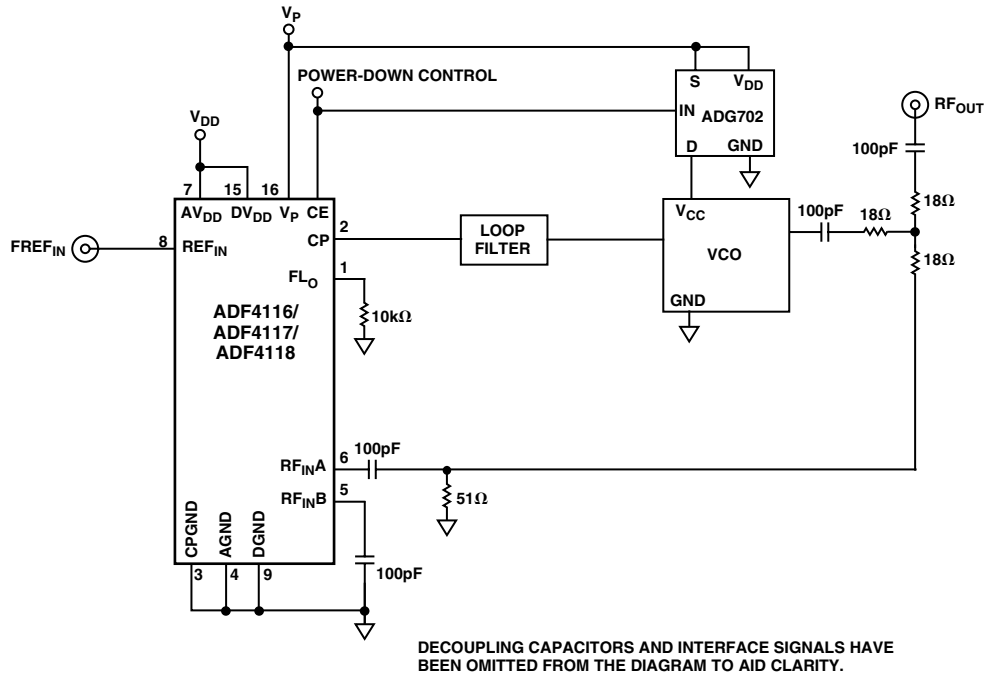 VP
POWER-DOWN CONTROL
S
VDD
IN
ADG702
D
GND
RFOUT
100pF
18Ω
VDD
7
15
16
AVDD
DVDD
VP
CE
FREFIN
8
REFIN
2
CP
LOOP
FILTER
VCC
VCO
GND
100pF
18Ω
18Ω
1
FLO
10kΩ
ADF4116/
ADF4117/
ADF4118
6
RFINA
100pF
5
RFINB
51Ω
100pF
CPGND
AGND
DGND
3
4
9
DECOUPLING CAPACITORS AND INTERFACE SIGNALS HAVE
BEEN OMITTED FROM THE DIAGRAM TO AID CLARITY.